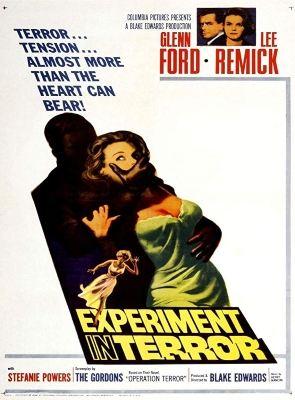 TERROR...
TENSION...
ALMOST MORE
THAN THE
HEART CAN
BEAR!
COLUMBIA PICTURES PRESENTS
A BLAKE EDWARDS PRODUCTION
GLENN LEE
FORD · REMICK
EXPERIMENT
IN TERROR
with
STEFANIE POWERS
Screenplay by
THE GORDONS
Based on Their Novel
"OPERATION TERROR"
Produced &
Directed by
BLAKE EDWARDS